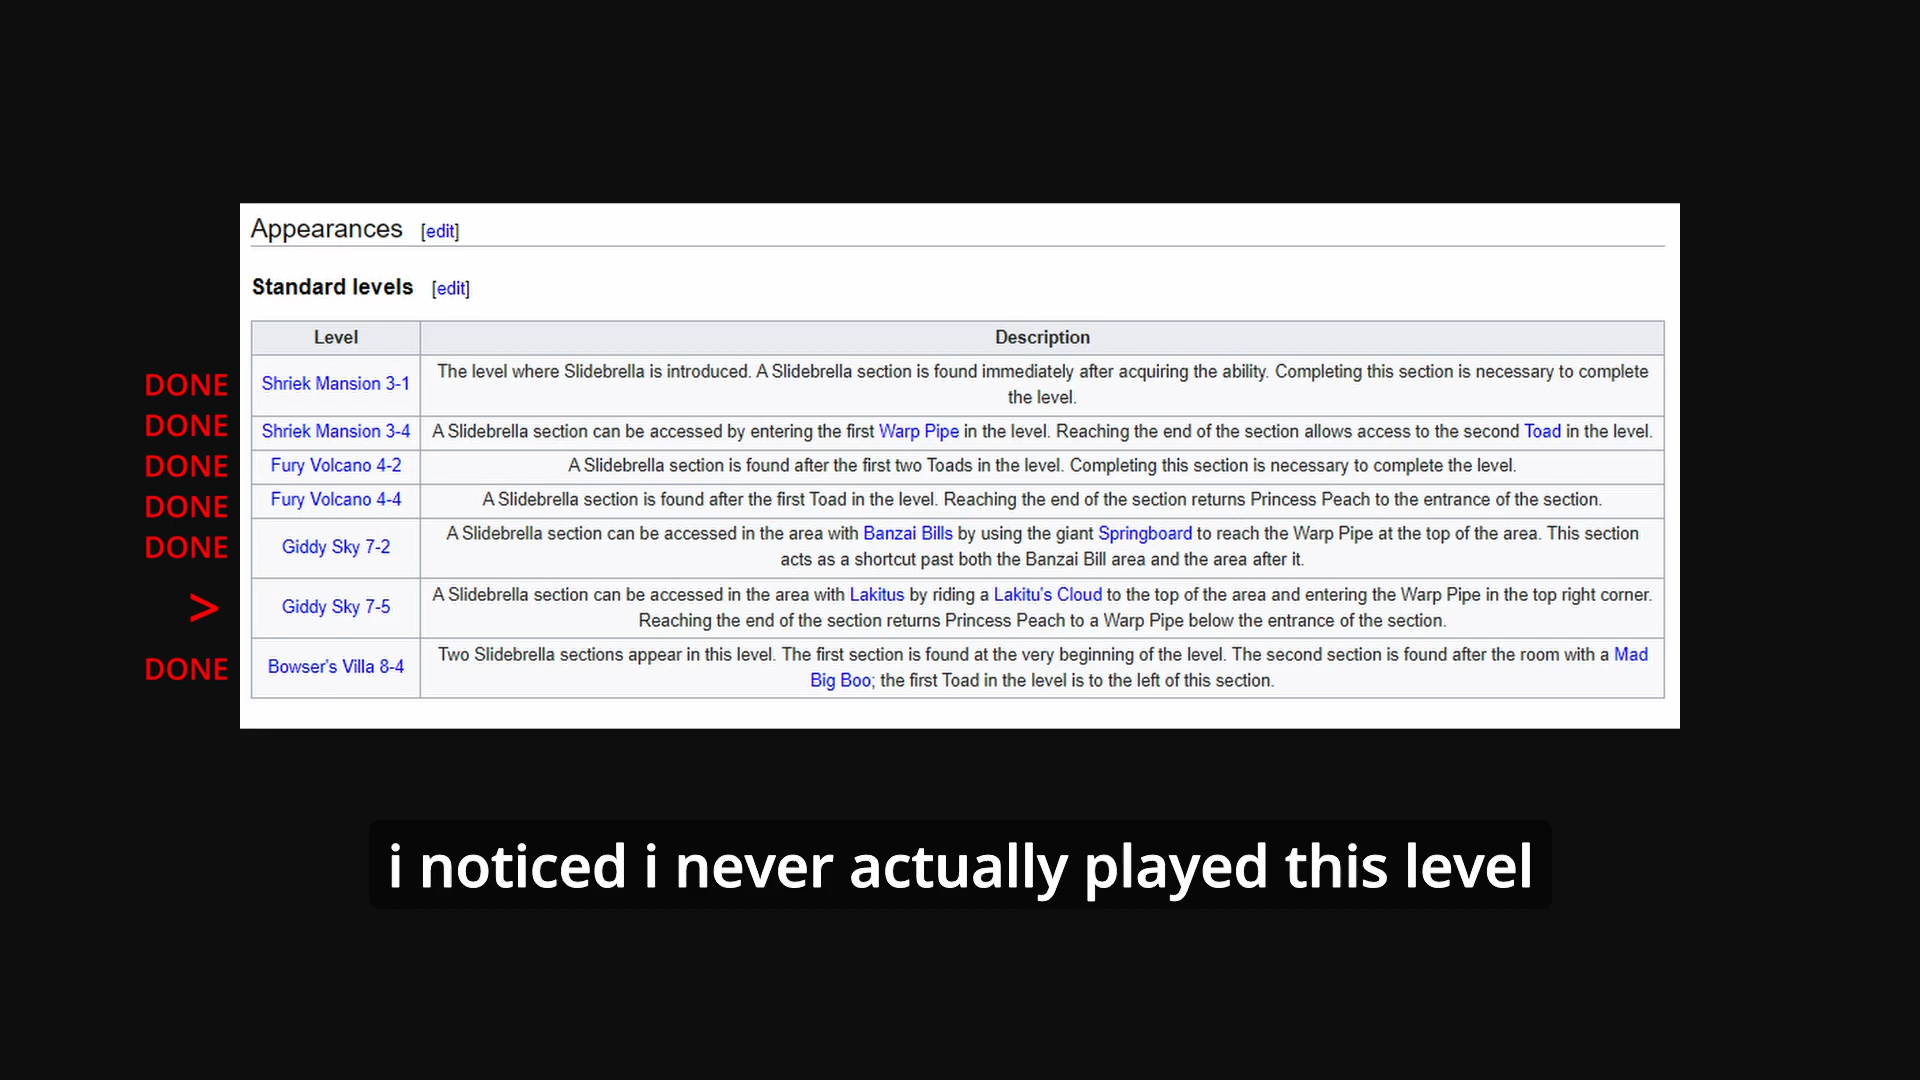 Appearances [edit]
Standard levels [edit]
Level Description
DONE Shriek Mansion 3-1 The level where Slidebrella is introduced. A Slidebrella section is found immediately after acquiring the ability. Completing this section is necessary to complete
the level.
DONE Shriek Mansion 3-4 A Slidebrella section can be accessed by entering the first Warp Pipe in the level. Reaching the end of the section allows access to the second Toad in the level.
DONE Fury Volcano 4-2 A Slidebrella section is found after the first two Toads in the level. Completing this section is necessary to complete the level.
DONE Fury Volcano 4-4 A Slidebrella section is found after the first Toad in the level. Reaching the end of the section returns Princess Peach to the entrance of the section.
DONE Giddy Sky 7-2 A Slidebrella section can be accessed in the area with Banzai Bills by using the giant Springboard to reach the Warp Pipe at the top of the area. This section
acts as a shortcut past both the Banzai Bill area and the area after it.
> Giddy Sky 7-5 A Slidebrella section can be accessed in the area with Lakitus by riding a Lakitu's Cloud to the top of the area and entering the Warp Pipe in the top right corner.
Reaching the end of the section returns Princess Peach to a Warp Pipe below the entrance of the section.
DONE Bowser's Villa 8-4 Two Slidebrella sections appear in this level. The first section is found at the very beginning of the level. The second section is found after the room with a Mad
Big Boo; the first Toad in the level is to the left of this section.
i noticed i never actually played this level